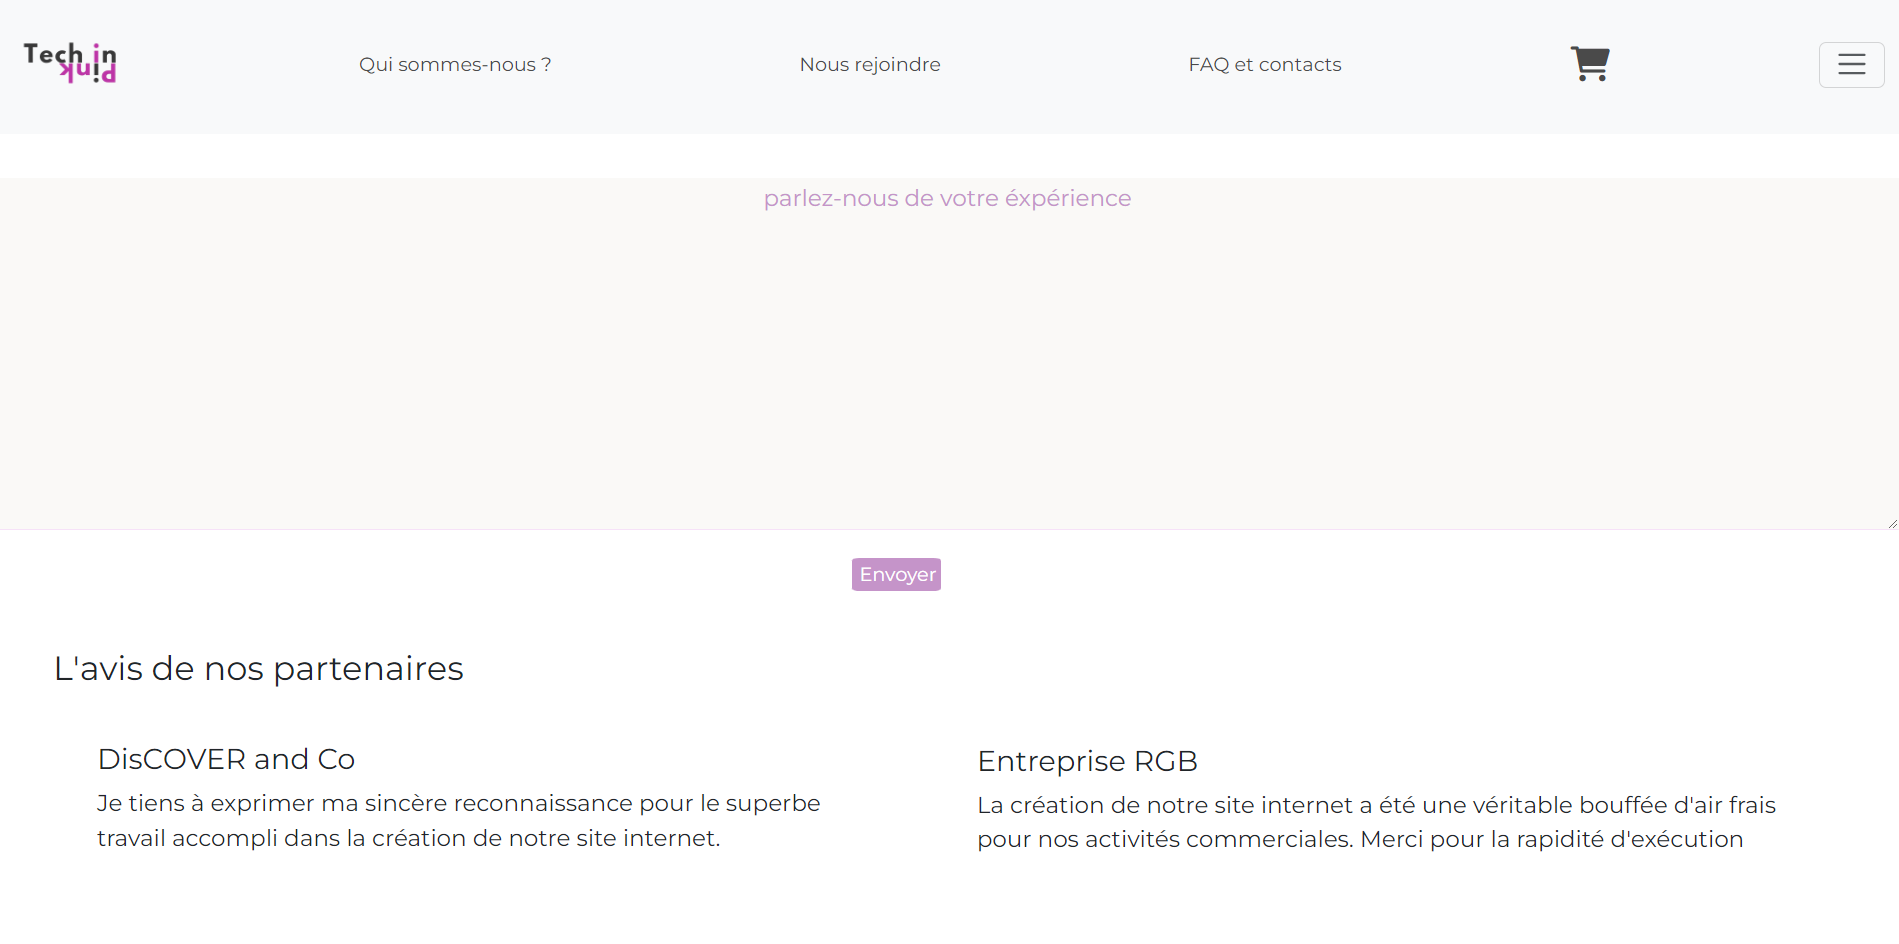 Tech in
pink
Qui sommes-nous ?
Nous rejoindre
FAQ et contacts
parlez-nous de votre éxpérience
Envoyer
L'avis de nos partenaires
DisCOVER and Co
Je tiens à exprimer ma sincère reconnaissance pour le superbe
travail accompli dans la création de notre site internet.
Entreprise RGB
La création de notre site internet a été une véritable bouffée d'air frais
pour nos activités commerciales. Merci pour la rapidité d'exécution